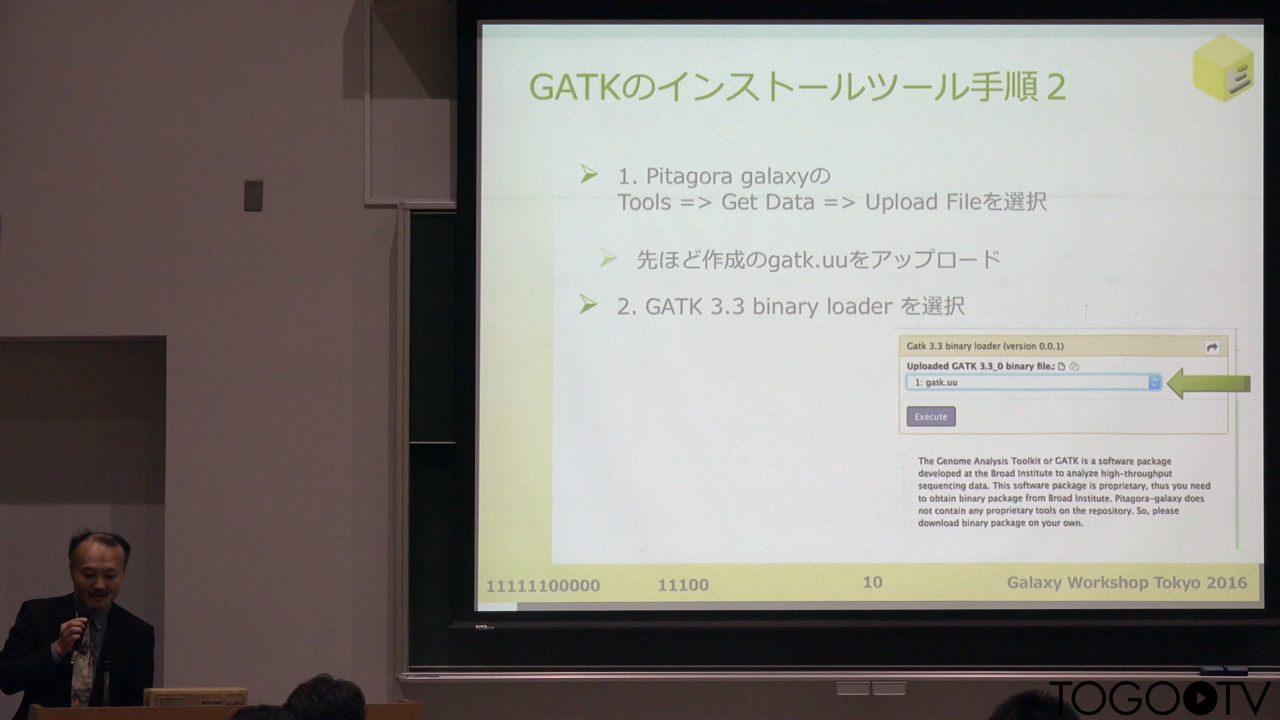 GATKのインストールツール手順２
1. Pitagora galaxyの
Tools => Get Data => Upload Fileを選択
先ほど作成のgatk.uuをアップロード
2. GATK 3.3 binary loader を選択
Gatk 3.3 binary loader (version 0.0.1)
Uploaded GATK 3.3_0 binary file.:
1: gatk.uu
Execute
The Genome Analysis Toolkit or GATK is a software package
developed at the Broad Institute to analyze high-throughput
sequencing data. This software package is proprietary, thus you need
to obtain binary package from Broad Institute. Pitagora-galaxy does
not contain any proprietary tools on the repository. So, please
download binary package on your own.
11111100000 11100 10 Galaxy Workshop Tokyo 2016
TOGO TV